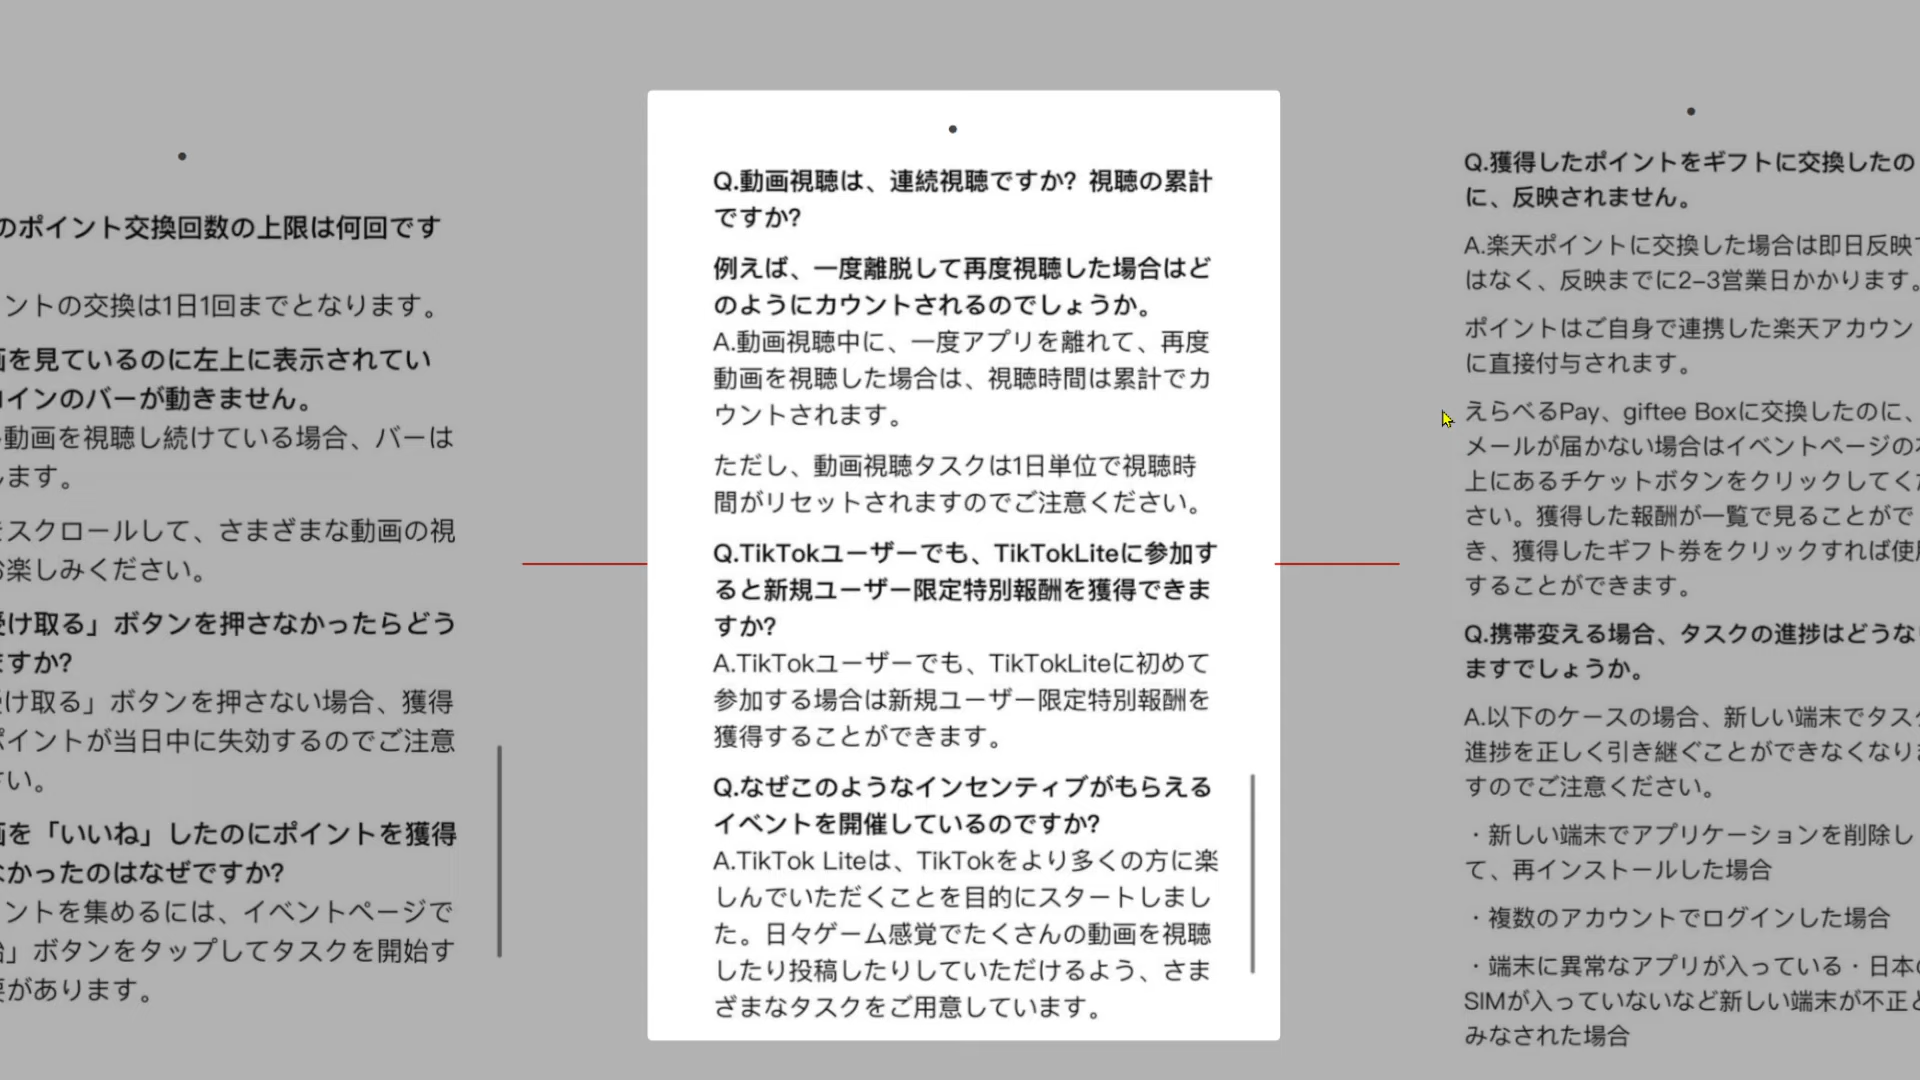 のポイント交換回数の上限は何回です
ントの交換は1日1回までとなります。
を見ているのに左上に表示されてい
インのバーが動きません。
動画を視聴し続けている場合、バーは
ます。
スクロールして、さまざまな動画の視
楽しみください。
け取る」ボタンを押さなかったらどう
すか?
け取る」ボタンを押さない場合、獲得
イントが当日中に失効するのでご注意
い。
を「いいね」したのにポイントを獲得
かったのはなぜですか?
ントを集めるには、イベントページで
」ボタンをタップしてタスクを開始す
があります。
Q.動画視聴は、連続視聴ですか? 視聴の累計
ですか?
例えば、一度離脱して再度視聴した場合はど
のようにカウントされるのでしょうか。
A.動画視聴中に、一度アプリを離れて、再度
動画を視聴した場合は、視聴時間は累計でカ
ウントされます。
ただし、動画視聴タスクは1日単位で視聴時
間がリセットされますのでご注意ください。
Q.TikTokユーザーでも、TikTokLiteに参加す
ると新規ユーザー限定特別報酬を獲得できま
すか?
A.TikTokユーザーでも、TikTokLiteに初めて
参加する場合は新規ユーザー限定特別報酬を
獲得することができます。
Q.なぜこのようなインセンティブがもらえる
イベントを開催しているのですか?
A.TikTok Liteは、TikTokをより多くの方に楽
しんでいただくことを目的にスタートしまし
た。日々ゲーム感覚でたくさんの動画を視聴
したり投稿したりしていただけるよう、さま
ざまなタスクをご用意しています。
Q.獲得したポイントをギフトに交換したの
に、反映されません。
A.楽天ポイントに交換した場合は即日反映で
はなく、反映までに2–3営業日かかります。
ポイントはご自身で連携した楽天アカウン
に直接付与されます。
えらべるPay、giftee Boxに交換したのに、
メールが届かない場合はイベントページの
上にあるチケットボタンをクリックしてくだ
さい。獲得した報酬が一覧で見ることがで
き、獲得したギフト券をクリックすれば使用
することができます。
Q.携帯変える場合、タスクの進捗はどうな
ますでしょうか。
A.以下のケースの場合、新しい端末でタスク
進捗を正しく引き継ぐことができなくなりま
すのでご注意ください。
・新しい端末でアプリケーションを削除し
て、再インストールした場合
・複数のアカウントでログインした場合
・端末に異常なアプリが入っている・日本の
SIMが入っていないなど新しい端末が不正と
みなされた場合